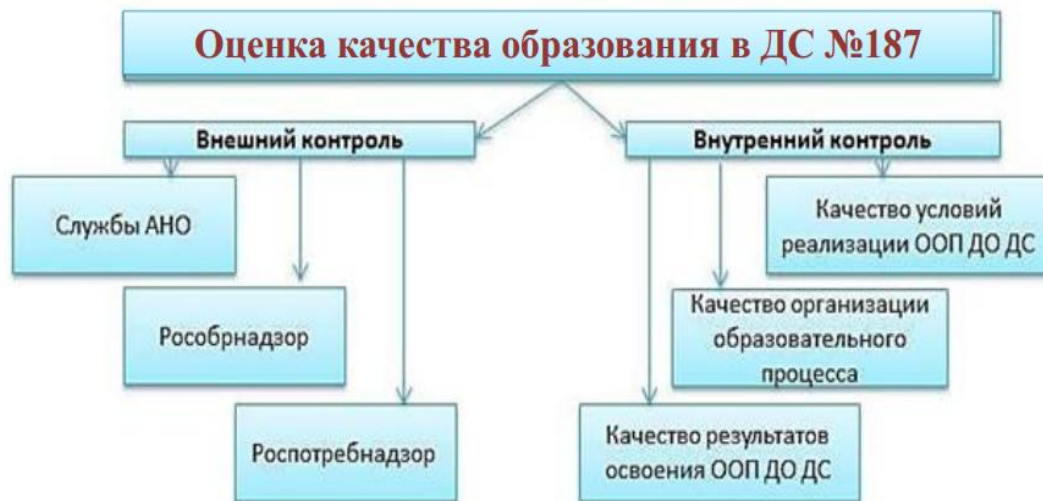 Оценка качества образования в ДС №187
Внешний контроль
Внутренний контроль
Службы АНО
Рособрнадзор
Роспотребнадзор
Качество условий
реализации ООП ДО ДС
Качество организации
образовательного
процесса
Качество результатов
освоения ООП ДО ДС